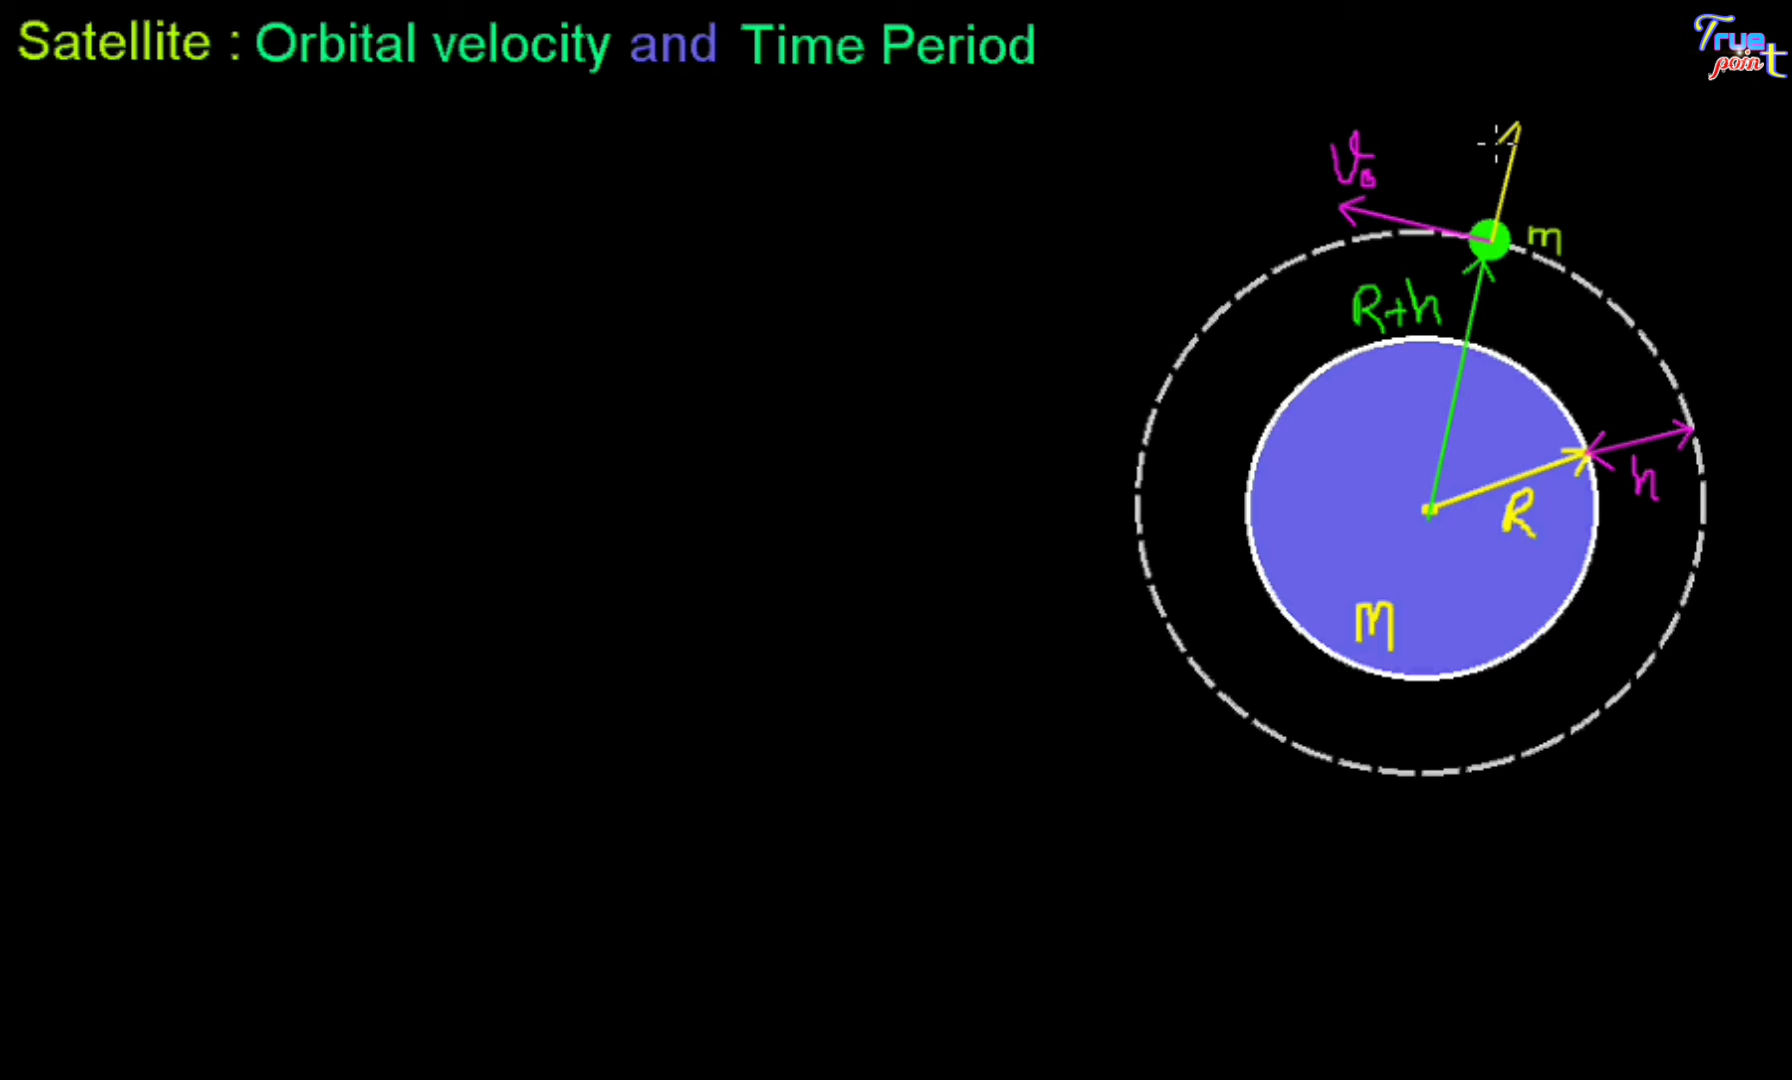 Satellite : Orbital velocity and Time Period
True
point
V₀
m
R+h
h
R
M